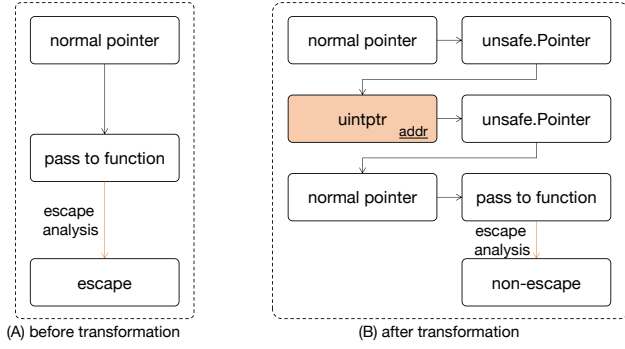 normal pointer
pass to function
escape
analysis
escape
(A) before transformation
normal pointer
unsafe.Pointer
uintptr
addr
unsafe.Pointer
normal pointer
pass to function
escape
analysis
non-escape
(B) after transformation